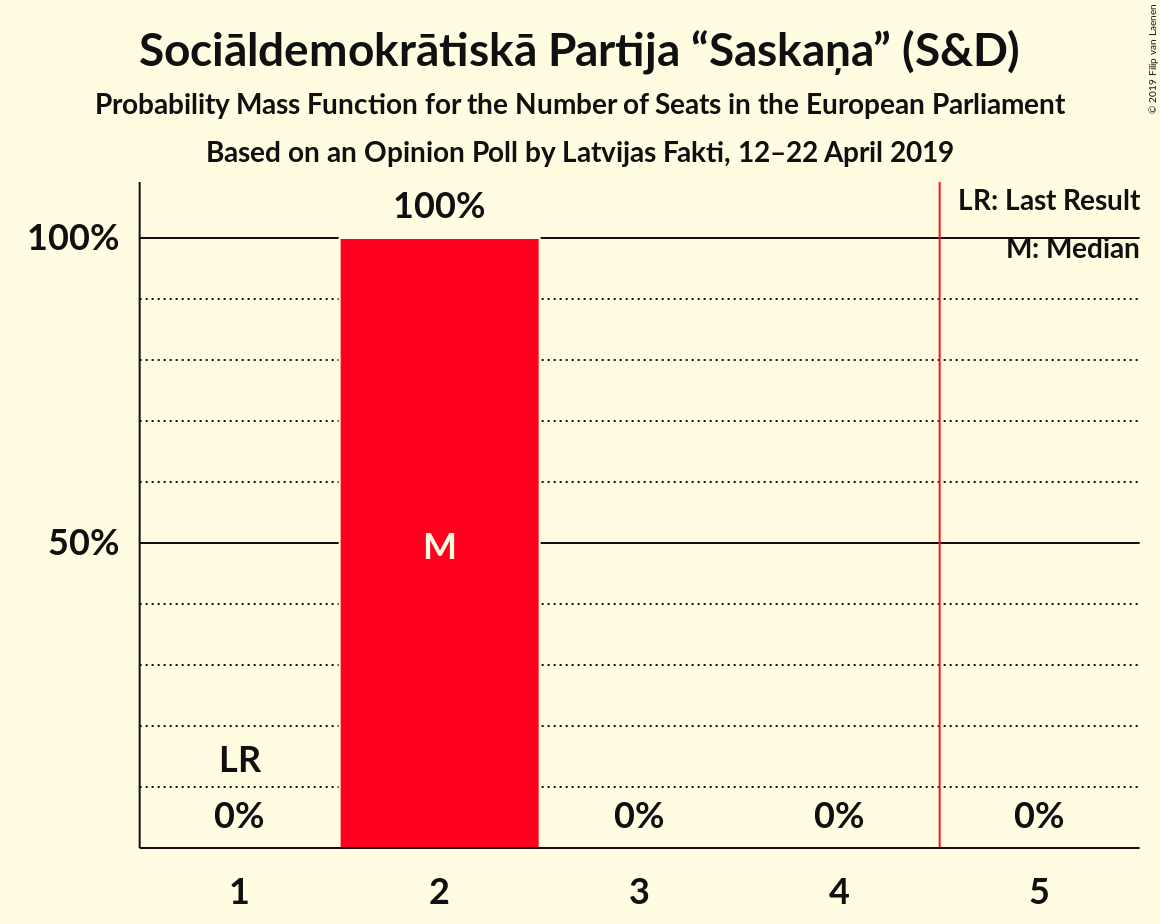 Sociāldemokrātiskā Partija “Saskaņa” (S&D)
Probability Mass Function for the Number of Seats in the European Parliament
Based on an Opinion Poll by Latvijas Fakti, 12–22 April 2019
© 2019 Filip van Laenen
LR: Last Result
M: Median
100%
100%
50%
M
LR
0%
0%
0%
0%
1
2
3
4
5